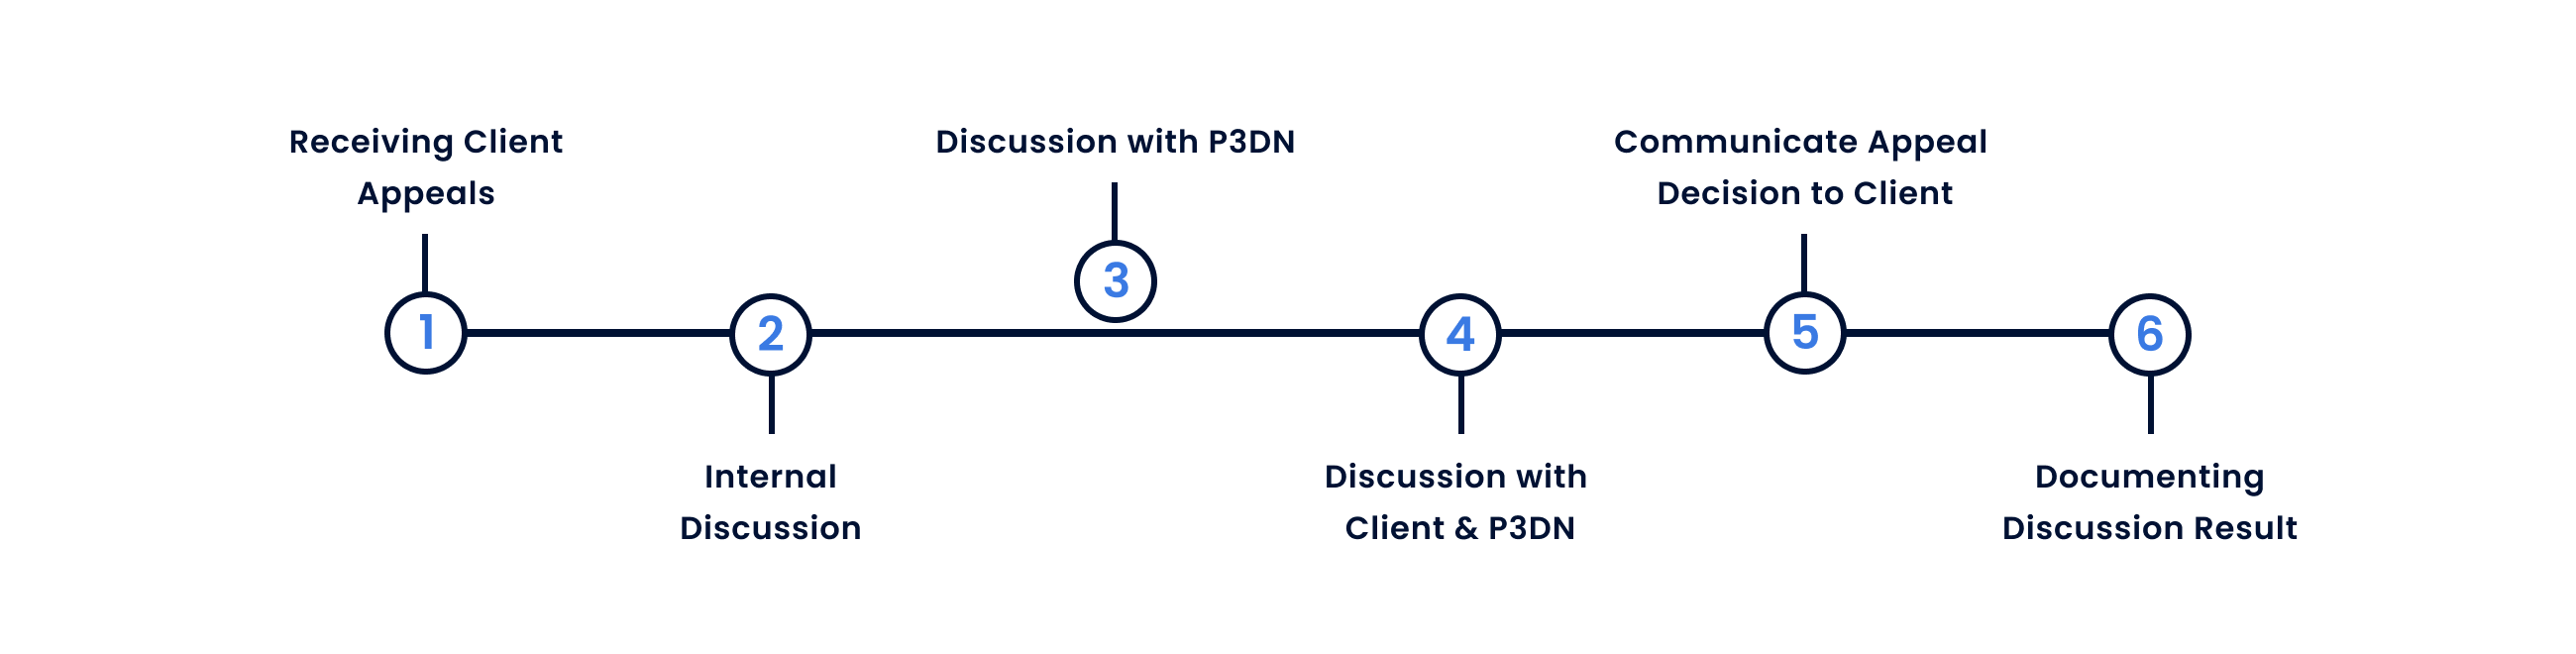 Receiving Client
Appeals
1
2
Internal
Discussion
Discussion with P3DN
3
4
Discussion with
Client & P3DN
Communicate Appeal
Decision to Client
5
6
Documenting
Discussion Result